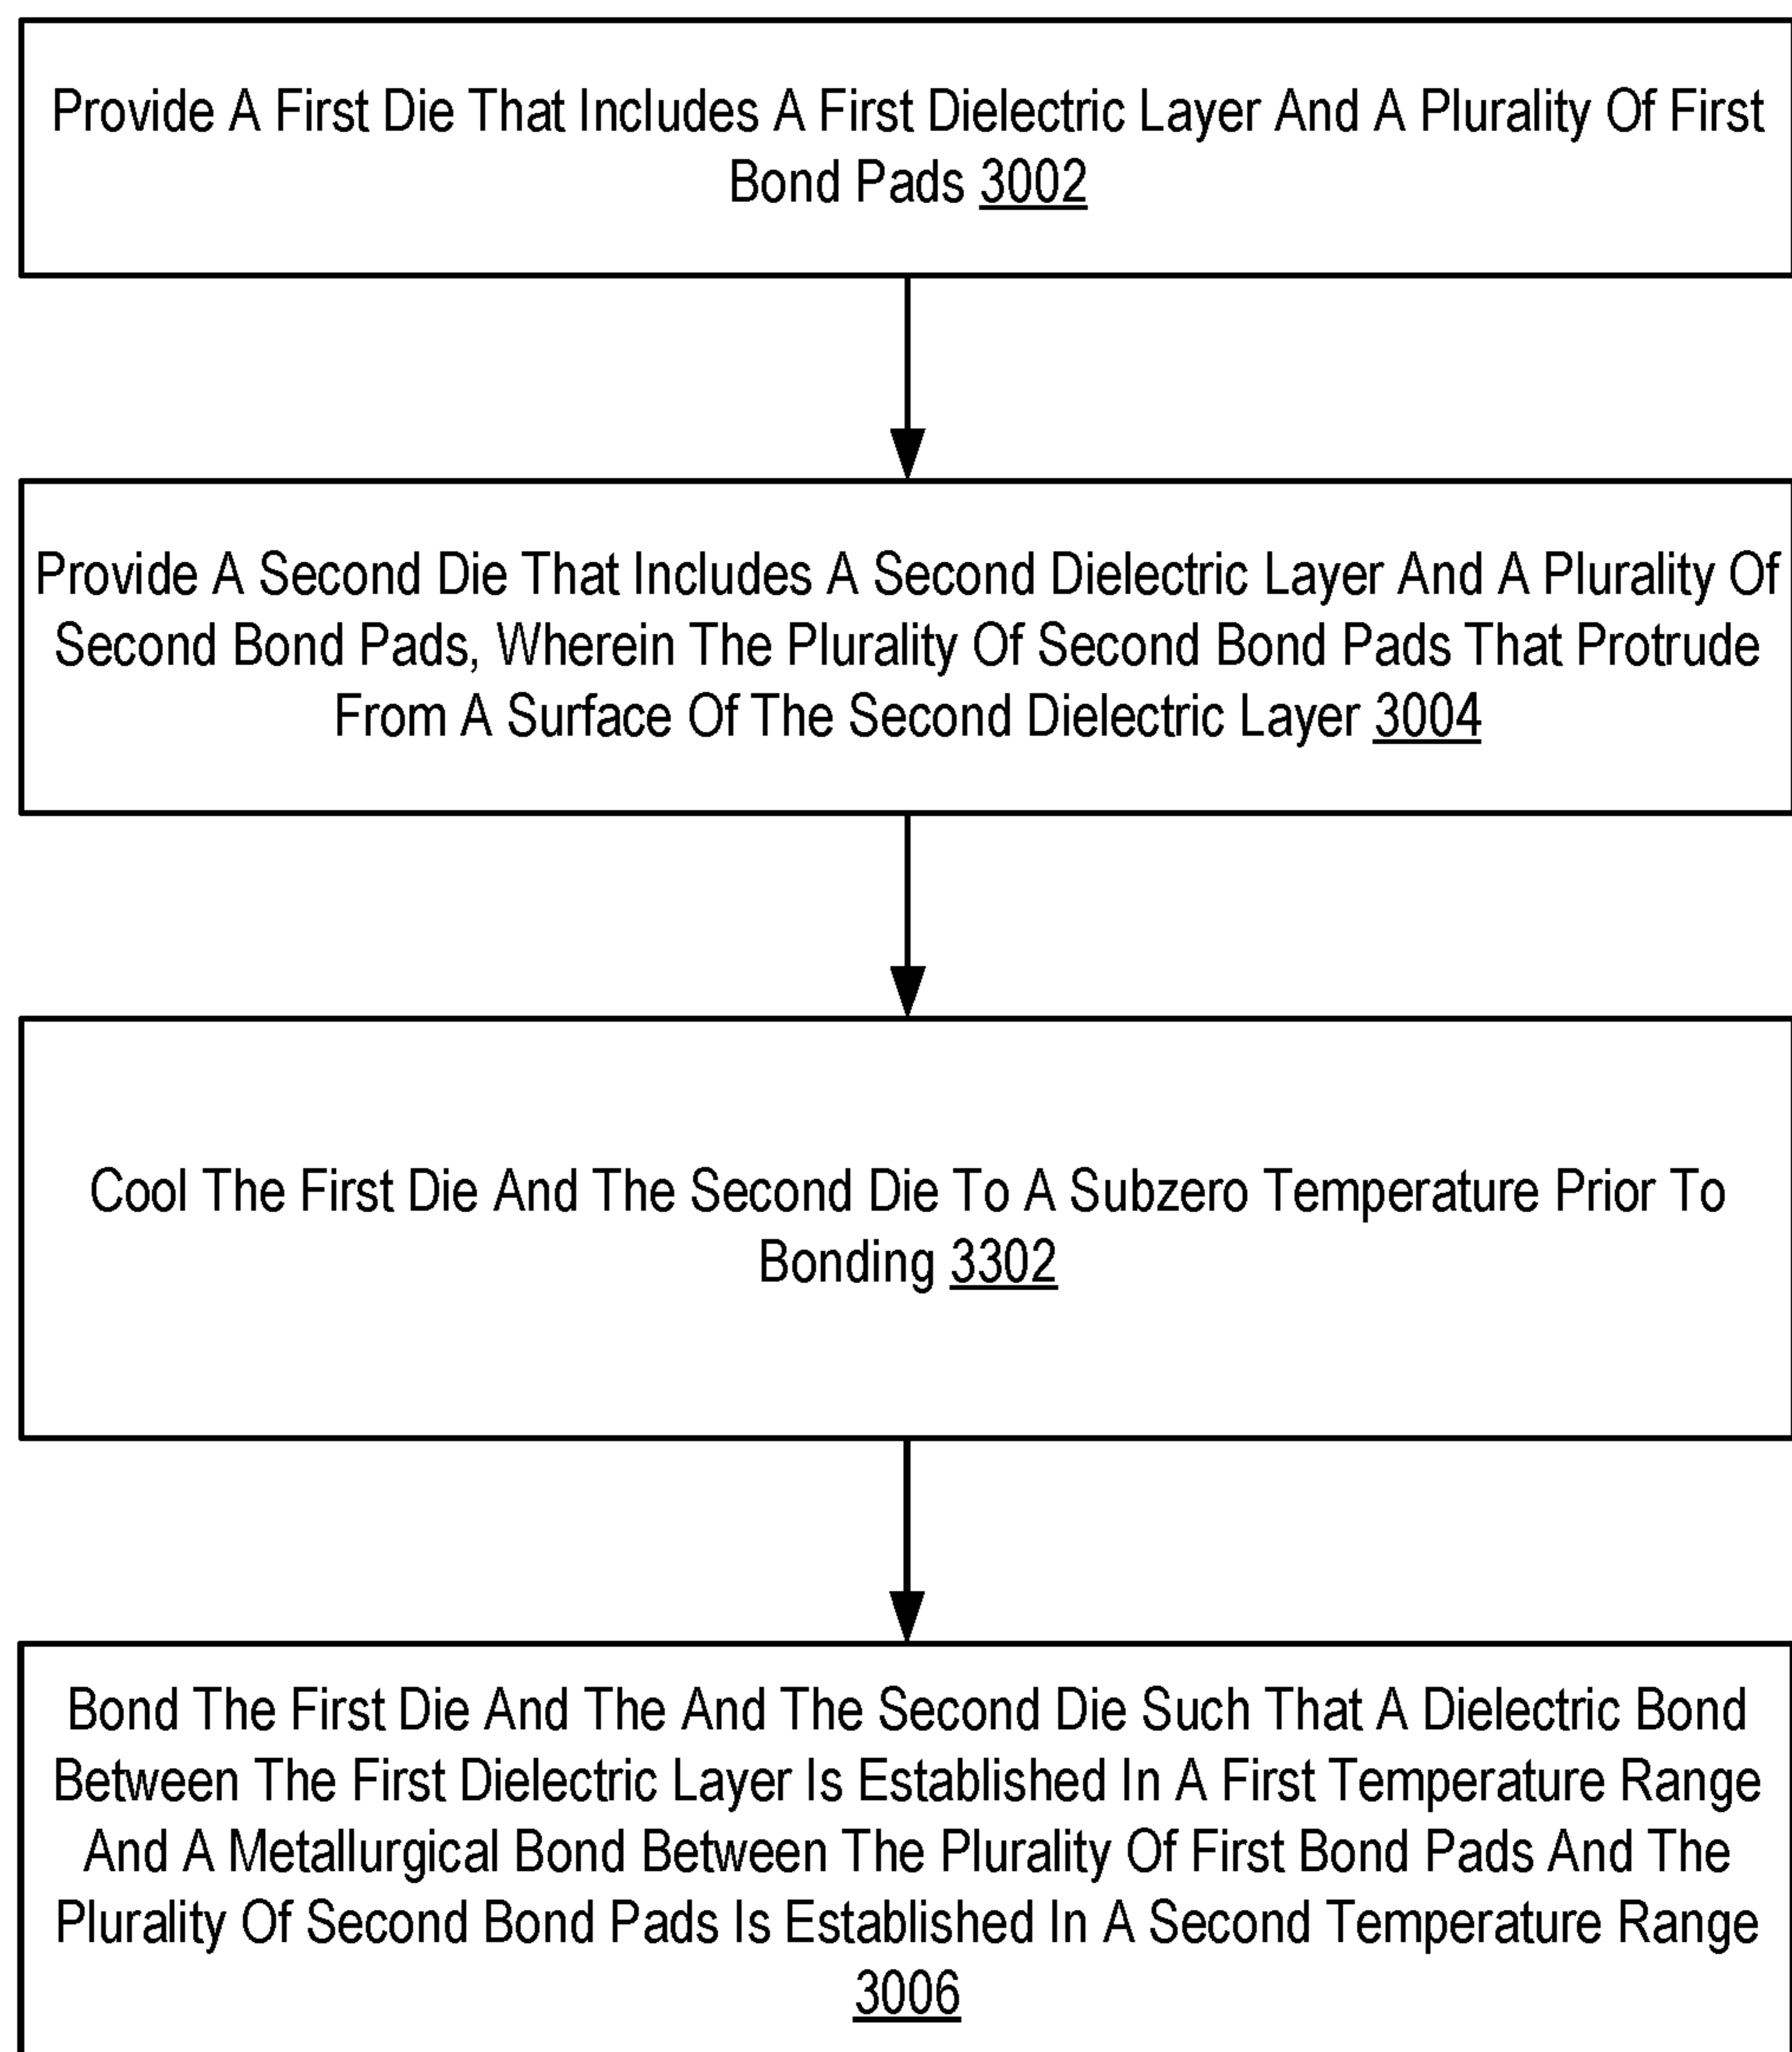 Provide A First Die That Includes A First Dielectric Layer And A Plurality Of First
Bond Pads 3002
Provide A Second Die That Includes A Second Dielectric Layer And A Plurality Of
Second Bond Pads, Wherein The Plurality Of Second Bond Pads That Protrude
From A Surface Of The Second Dielectric Layer 3004
Cool The First Die And The Second Die To A Subzero Temperature Prior To
Bonding 3302
Bond The First Die And The And The Second Die Such That A Dielectric Bond
Between The First Dielectric Layer Is Established In A First Temperature Range
And A Metallurgical Bond Between The Plurality Of First Bond Pads And The
Plurality Of Second Bond Pads Is Established In A Second Temperature Range
3006